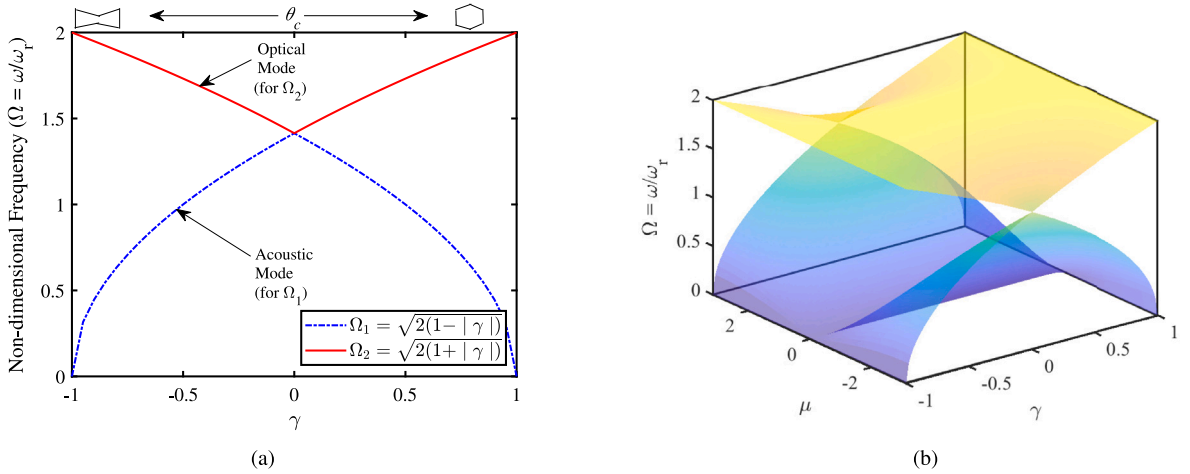 θ_c
Non-dimensional Frequency (Ω = ω/ω_r)
2
1.5
1
0.5
0
Optical
Mode
(for Ω_2)
Acoustic
Mode
(for Ω_1)
Ω_1 = √2(1− | γ |)
Ω_2 = √2(1+ | γ |)
-1 -0.5 0 0.5 1
γ
(a)
Ω = ω/ω_r
2
1.5
1
0.5
0
2 0 -2
μ
-1 -0.5 0 0.5 1
γ
(b)